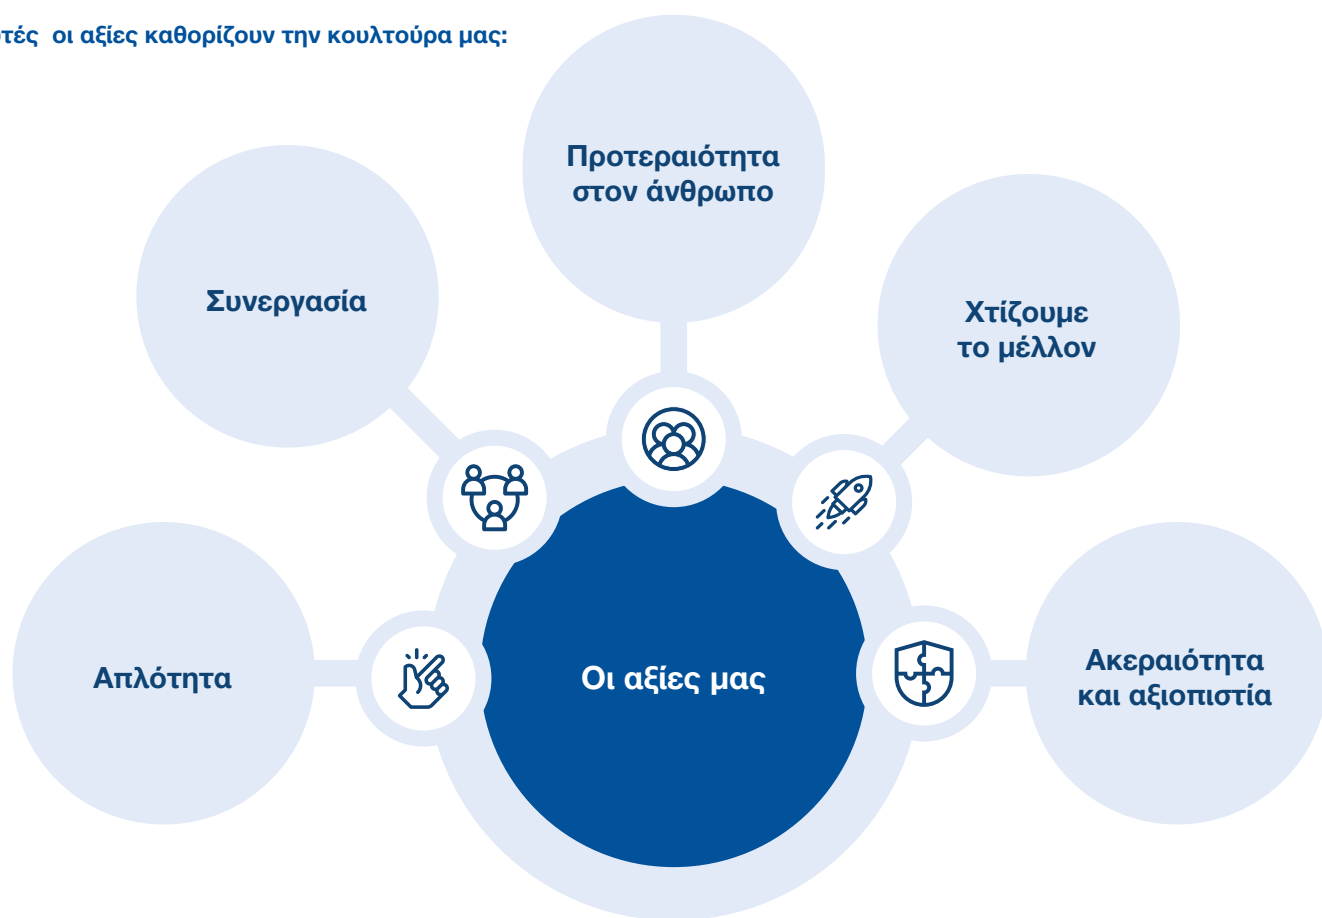 τές οι αξίες καθορίζουν την κουλτούρα μας:
Προτεραιότητα
στον άνθρωπο
Συνεργασία
Χτίζουμε
το μέλλον
Απλότητα
Οι αξίες μας
Ακεραιότητα
και αξιοπιστία